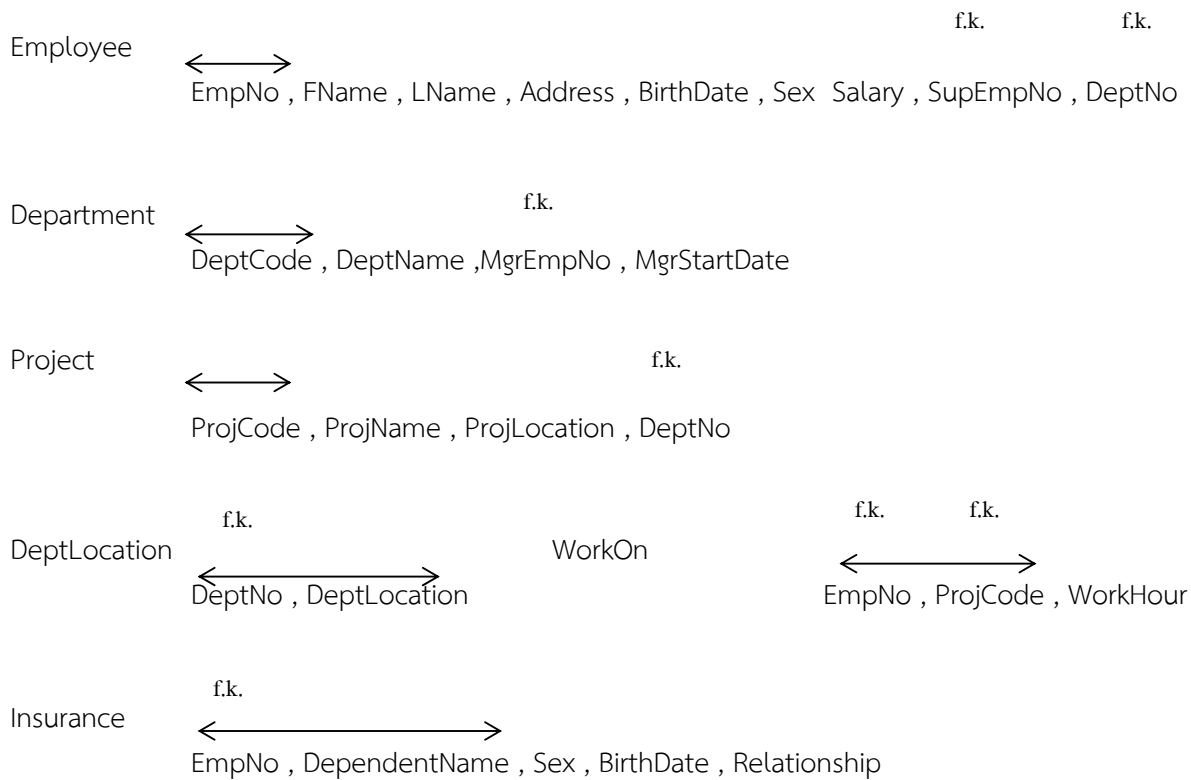 f.k. f.k.
Employee
EmpNo , FName , LName , Address , BirthDate , Sex Salary , SupEmpNo , DeptNo
f.k.
Department
DeptCode , DeptName ,MgrEmpNo , MgrStartDate
f.k.
Project
ProjCode , ProjName , ProjLocation , DeptNo
f.k. f.k. f.k.
DeptLocation WorkOn
DeptNo , DeptLocation EmpNo , ProjCode , WorkHour
f.k.
Insurance
EmpNo , DependentName , Sex , BirthDate , Relationship